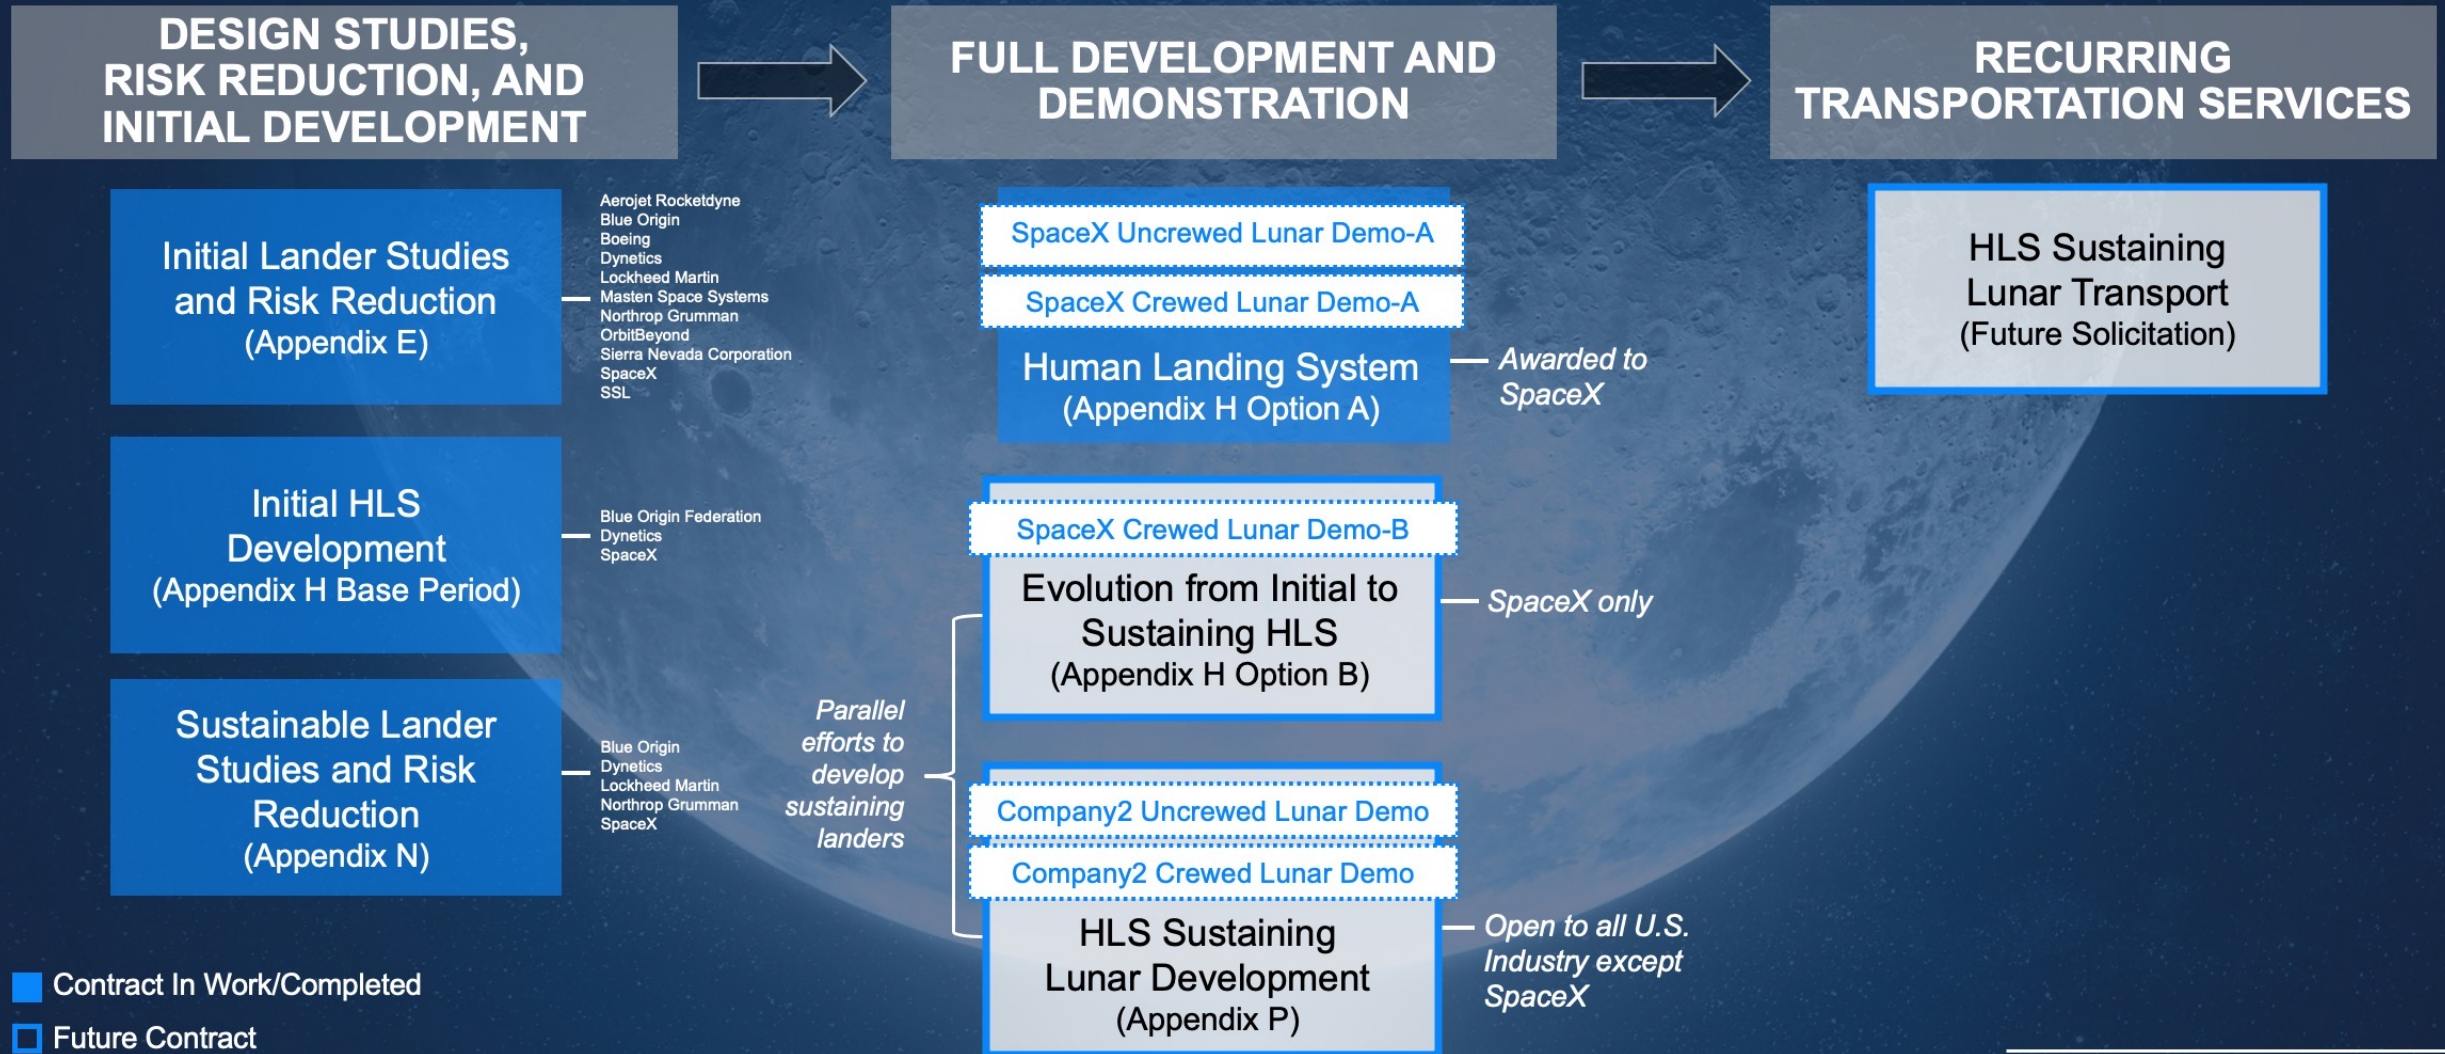 DESIGN STUDIES,
RISK REDUCTION, AND
INITIAL DEVELOPMENT
FULL DEVELOPMENT AND
DEMONSTRATION
RECURRING
TRANSPORTATION SERVICES
Initial Lander Studies
and Risk Reduction
(Appendix E)
Aerojet Rocketdyne
Blue Origin
Boeing
Dynetics
Lockheed Martin
Masten Space Systems
Northrop Grumman
OrbitBeyond
Sierra Nevada Corporation
SpaceX
SSL
Initial HLS
Development
(Appendix H Base Period)
Blue Origin Federation
Dynetics
SpaceX
Sustainable Lander
Studies and Risk
Reduction
(Appendix N)
Blue Origin
Dynetics
Lockheed Martin
Northrop Grumman
SpaceX
SpaceX Uncrewed Lunar Demo-A
SpaceX Crewed Lunar Demo-A
Human Landing System
(Appendix H Option A)
Awarded to
SpaceX
SpaceX Crewed Lunar Demo-B
Evolution from Initial to
Sustaining HLS
(Appendix H Option B)
SpaceX only
Parallel
efforts to
develop
sustaining
landers
Company2 Uncrewed Lunar Demo
Company2 Crewed Lunar Demo
HLS Sustaining
Lunar Development
(Appendix P)
Open to all U.S.
Industry except
SpaceX
HLS Sustaining
Lunar Transport
(Future Solicitation)
Contract In Work/Completed
Future Contract